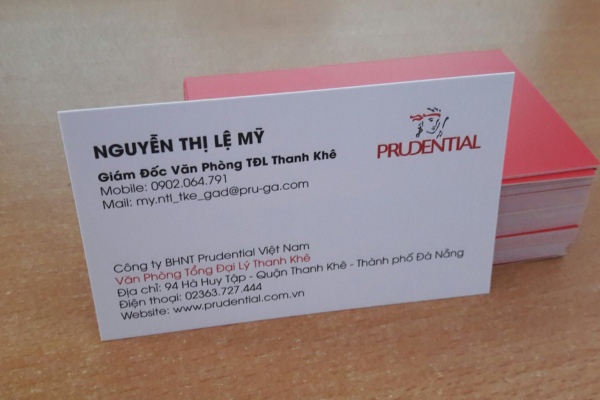 NGUYỄN THỊ LỆ MỸ
Giám Đốc Văn Phòng TĐL Thanh Khê
Mobile: 0902.064.791
Mail: my.ntl_tke_gad@pru-ga.com
PRUDENTIAL
Công ty BHNT Prudential Việt Nam
Văn Phòng Tổng Đại Lý Thanh Khê
Địa chỉ: 94 Hà Huy Tập - Quận Thanh Khê - Thành phố Đà Nẵng
Điện thoại: 02363.727.444
Website: www.prudential.com.vn